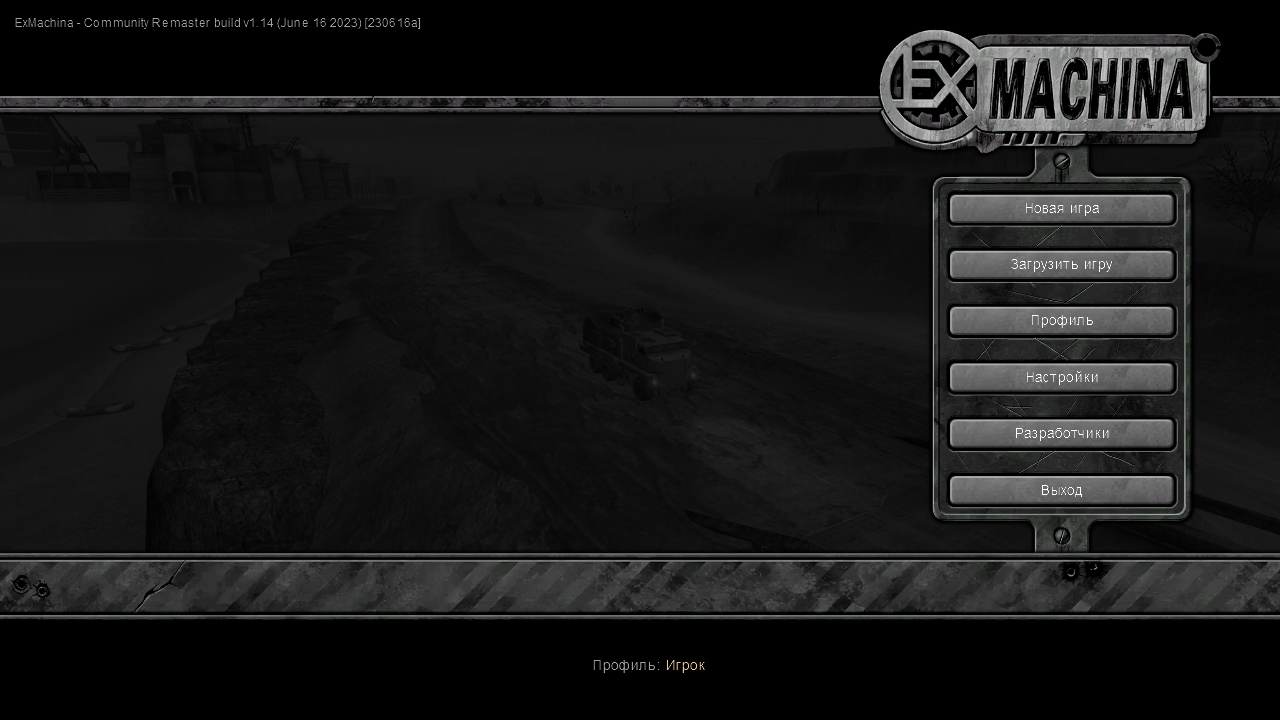 ExMachina - Community Remaster build v1.14 (June 16 2023) [230616a]
EX MACHINA
Новая игра
Загрузить игру
Профиль
Настройки
Разработчики
Выход
Профиль: Игрок